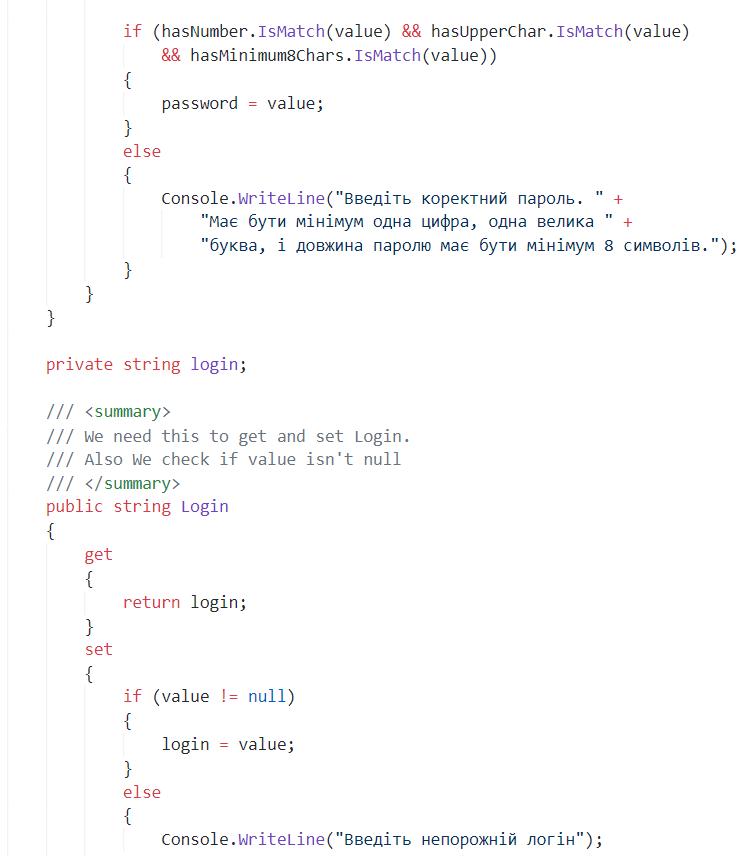 if (hasNumber.IsMatch(value) && hasUpperChar.IsMatch(value)
&& hasMinimum8Chars.IsMatch(value))
{
password = value;
}
else
{
Console.WriteLine("Введіть коректний пароль. " +
"Має бути мінімум одна цифра, одна велика " +
"буква, і довжина паролю має бути мінімум 8 символів.");
}
}
}
private string login;
/// <summary>
/// We need this to get and set Login.
/// Also We check if value isn't null
/// </summary>
public string Login
{
get
{
return login;
}
set
{
if (value != null)
{
login = value;
}
else
{
Console.WriteLine("Введіть непорожній логін");